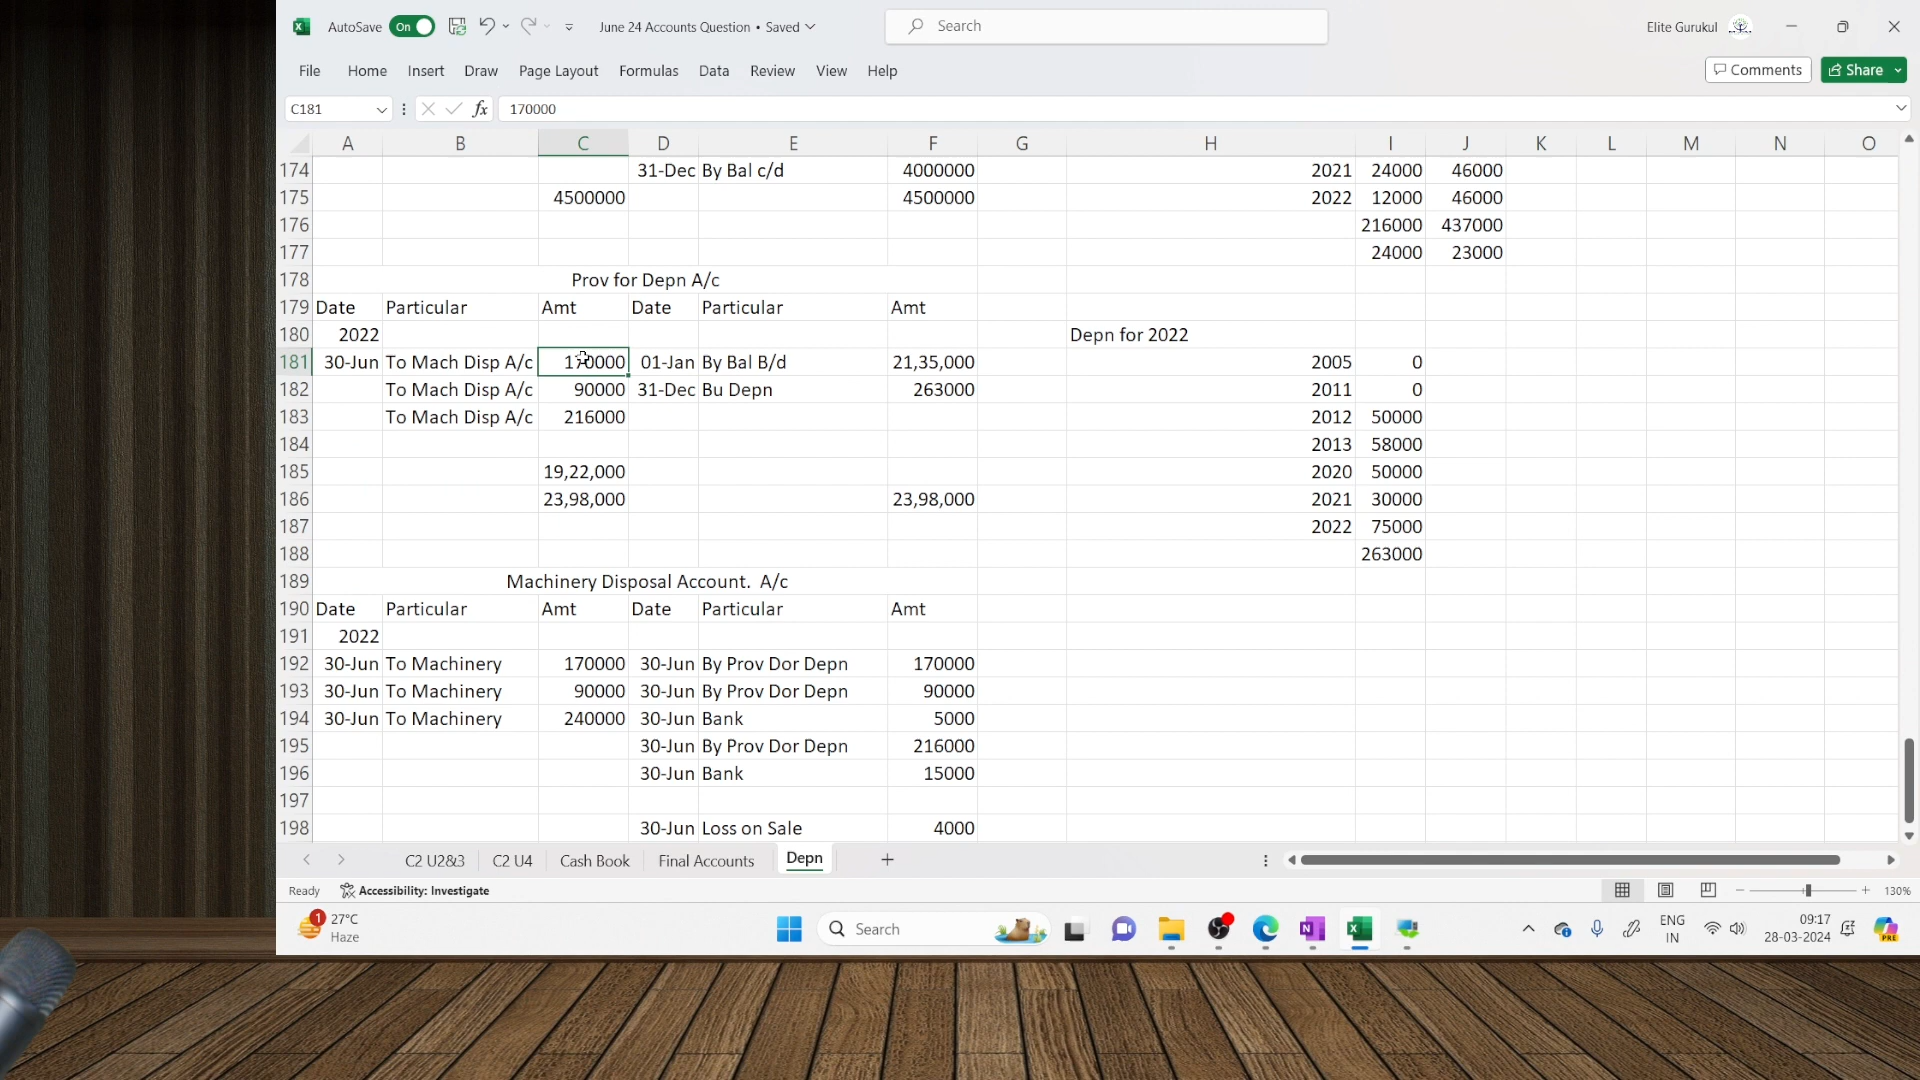 AutoSave On June 24 Accounts Question • Saved Search Elite Gurukul
File Home Insert Draw Page Layout Formulas Data Review View Help Comments Share
C181 fx 170000
A B C D E F G H I J K L M N O
174 31-Dec By Bal c/d 4000000 2021 24000 46000
175 4500000 4500000 2022 12000 46000
176 216000 437000
177 24000 23000
178 Prov for Depn A/c
179 Date Particular Amt Date Particular Amt
180 2022 Depn for 2022
181 30-Jun To Mach Disp A/c 170000 01-Jan By Bal B/d 21,35,000 2005 0
182 To Mach Disp A/c 90000 31-Dec Bu Depn 263000 2011 0
183 To Mach Disp A/c 216000 2012 50000
184 2013 58000
185 19,22,000 2020 50000
186 23,98,000 23,98,000 2021 30000
187 2022 75000
188 263000
189 Machinery Disposal Account. A/c
190 Date Particular Amt Date Particular Amt
191 2022
192 30-Jun To Machinery 170000 30-Jun By Prov Dor Depn 170000
193 30-Jun To Machinery 90000 30-Jun By Prov Dor Depn 90000
194 30-Jun To Machinery 240000 30-Jun Bank 5000
195 30-Jun By Prov Dor Depn 216000
196 30-Jun Bank 15000
197
198 30-Jun Loss on Sale 4000
C2 U2&3 C2 U4 Cash Book Final Accounts Depn
Ready Accessibility: Investigate 130%
1 27°C Search ENG 09:17
Haze IN 28-03-2024 PRE